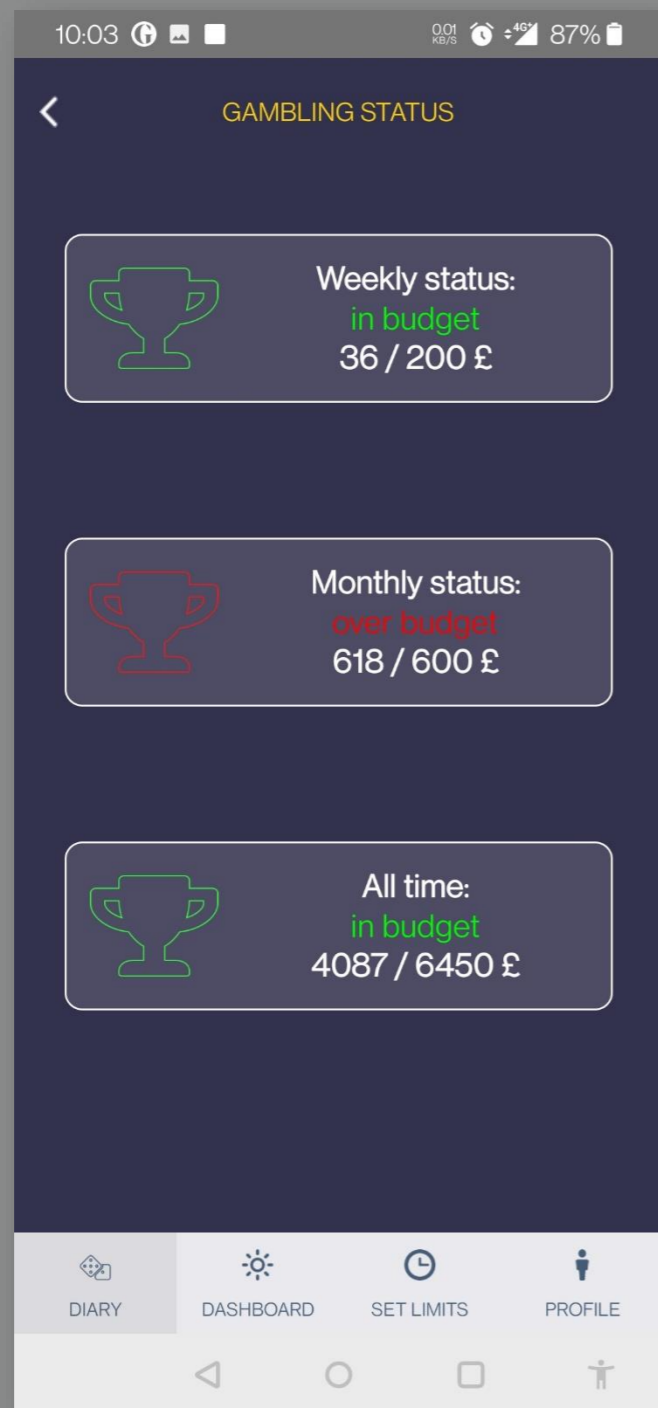 10:03
0.01
KB/S
4G+
87%
GAMBLING STATUS
Weekly status:
in budget
36 / 200 £
Monthly status:
over budget
618 / 600 £
All time:
in budget
4087 / 6450 £
DIARY
DASHBOARD
SET LIMITS
PROFILE